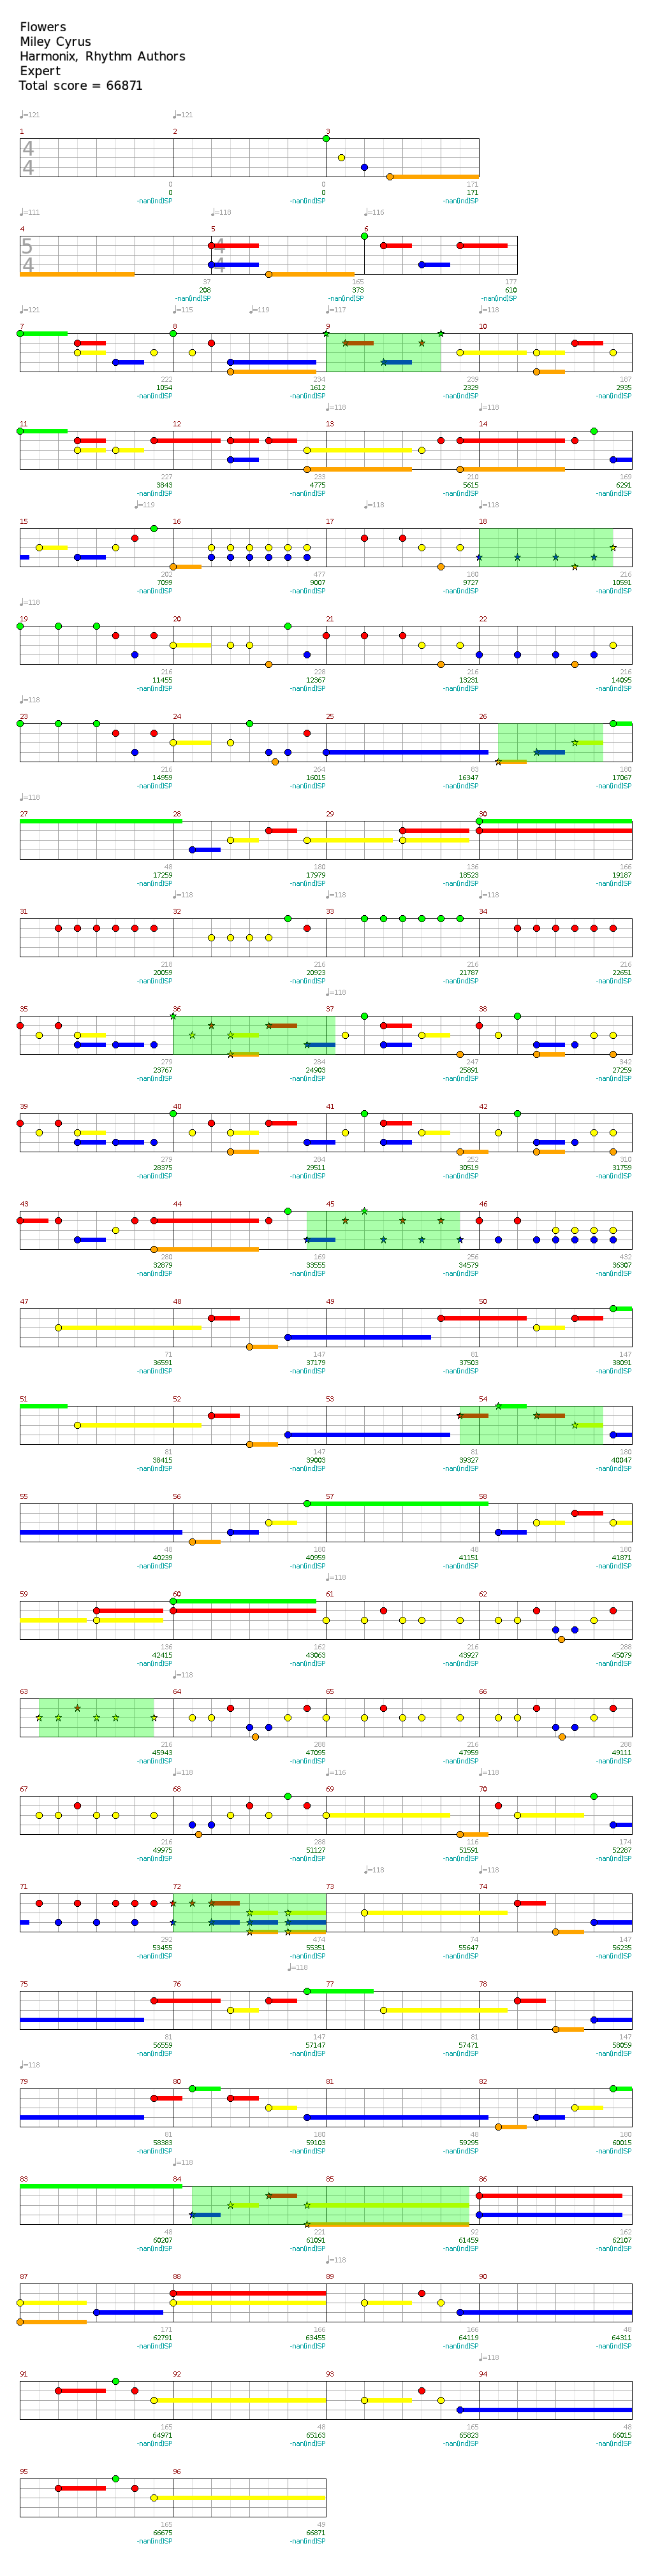 Flowers
Miley Cyrus
Harmonix, Rhythm Authors
Expert
Total score = 66871
♩=121 ♩=121
1 2 3
4 4
0 0 171
0 0 171
-nan(ind)SP -nan(ind)SP -nan(ind)SP
♩=111 ♩=118 ♩=116
4 5 6
5 4 4 4
37 165 177
208 373 610
-nan(ind)SP -nan(ind)SP -nan(ind)SP
♩=121 ♩=115 ♩=119 ♩=117 ♩=118
7 8 9 10
222 234 239 187
1054 1612 2329 2935
-nan(ind)SP -nan(ind)SP -nan(ind)SP -nan(ind)SP
♩=118 ♩=118
11 12 13 14
227 233 210 169
3843 4775 5615 6291
-nan(ind)SP -nan(ind)SP -nan(ind)SP -nan(ind)SP
♩=119 ♩=118 ♩=118
15 16 17 18
202 477 180 216
7099 9007 9727 10591
-nan(ind)SP -nan(ind)SP -nan(ind)SP -nan(ind)SP
♩=118
19 20 21 22
216 228 216 216
11455 12367 13231 14095
-nan(ind)SP -nan(ind)SP -nan(ind)SP -nan(ind)SP
♩=118
23 24 25 26
216 264 83 180
14959 16015 16347 17067
-nan(ind)SP -nan(ind)SP -nan(ind)SP -nan(ind)SP
♩=118
27 28 29 30
48 180 136 166
17259 17979 18523 19187
-nan(ind)SP -nan(ind)SP -nan(ind)SP -nan(ind)SP
♩=118 ♩=118 ♩=118
31 32 33 34
218 216 216 216
20059 20923 21787 22651
-nan(ind)SP -nan(ind)SP -nan(ind)SP -nan(ind)SP
♩=118
35 36 37 38
279 284 247 342
23767 24903 25891 27259
-nan(ind)SP -nan(ind)SP -nan(ind)SP -nan(ind)SP
39 40 41 42
279 284 252 310
28375 29511 30519 31759
-nan(ind)SP -nan(ind)SP -nan(ind)SP -nan(ind)SP
43 44 45 46
280 169 256 432
32879 33555 34579 36307
-nan(ind)SP -nan(ind)SP -nan(ind)SP -nan(ind)SP
47 48 49 50
71 147 81 147
36591 37179 37503 38091
-nan(ind)SP -nan(ind)SP -nan(ind)SP -nan(ind)SP
51 52 53 54
81 147 81 180
38415 39003 39327 40047
-nan(ind)SP -nan(ind)SP -nan(ind)SP -nan(ind)SP
55 56 57 58
48 180 48 180
40239 40959 41151 41871
-nan(ind)SP -nan(ind)SP -nan(ind)SP -nan(ind)SP
♩=118
59 60 61 62
136 162 216 288
42415 43063 43927 45079
-nan(ind)SP -nan(ind)SP -nan(ind)SP -nan(ind)SP
♩=118
63 64 65 66
216 288 216 288
45943 47095 47959 49111
-nan(ind)SP -nan(ind)SP -nan(ind)SP -nan(ind)SP
♩=118 ♩=116 ♩=118
67 68 69 70
216 288 116 174
49975 51127 51591 52287
-nan(ind)SP -nan(ind)SP -nan(ind)SP -nan(ind)SP
♩=118 ♩=118
71 72 73 74
292 474 74 147
53455 55351 55647 56235
-nan(ind)SP -nan(ind)SP -nan(ind)SP -nan(ind)SP
♩=118
75 76 77 78
81 147 81 147
56559 57147 57471 58059
-nan(ind)SP -nan(ind)SP -nan(ind)SP -nan(ind)SP
♩=118
79 80 81 82
81 180 48 180
58383 59103 59295 60015
-nan(ind)SP -nan(ind)SP -nan(ind)SP -nan(ind)SP
♩=118
83 84 85 86
48 221 92 162
60207 61091 61459 62107
-nan(ind)SP -nan(ind)SP -nan(ind)SP -nan(ind)SP
♩=118
87 88 89 90
171 166 166 48
62791 63455 64119 64311
-nan(ind)SP -nan(ind)SP -nan(ind)SP -nan(ind)SP
♩=118
91 92 93 94
165 48 165 48
64971 65163 65823 66015
-nan(ind)SP -nan(ind)SP -nan(ind)SP -nan(ind)SP
95 96
165 49
66675 66871
-nan(ind)SP -nan(ind)SP